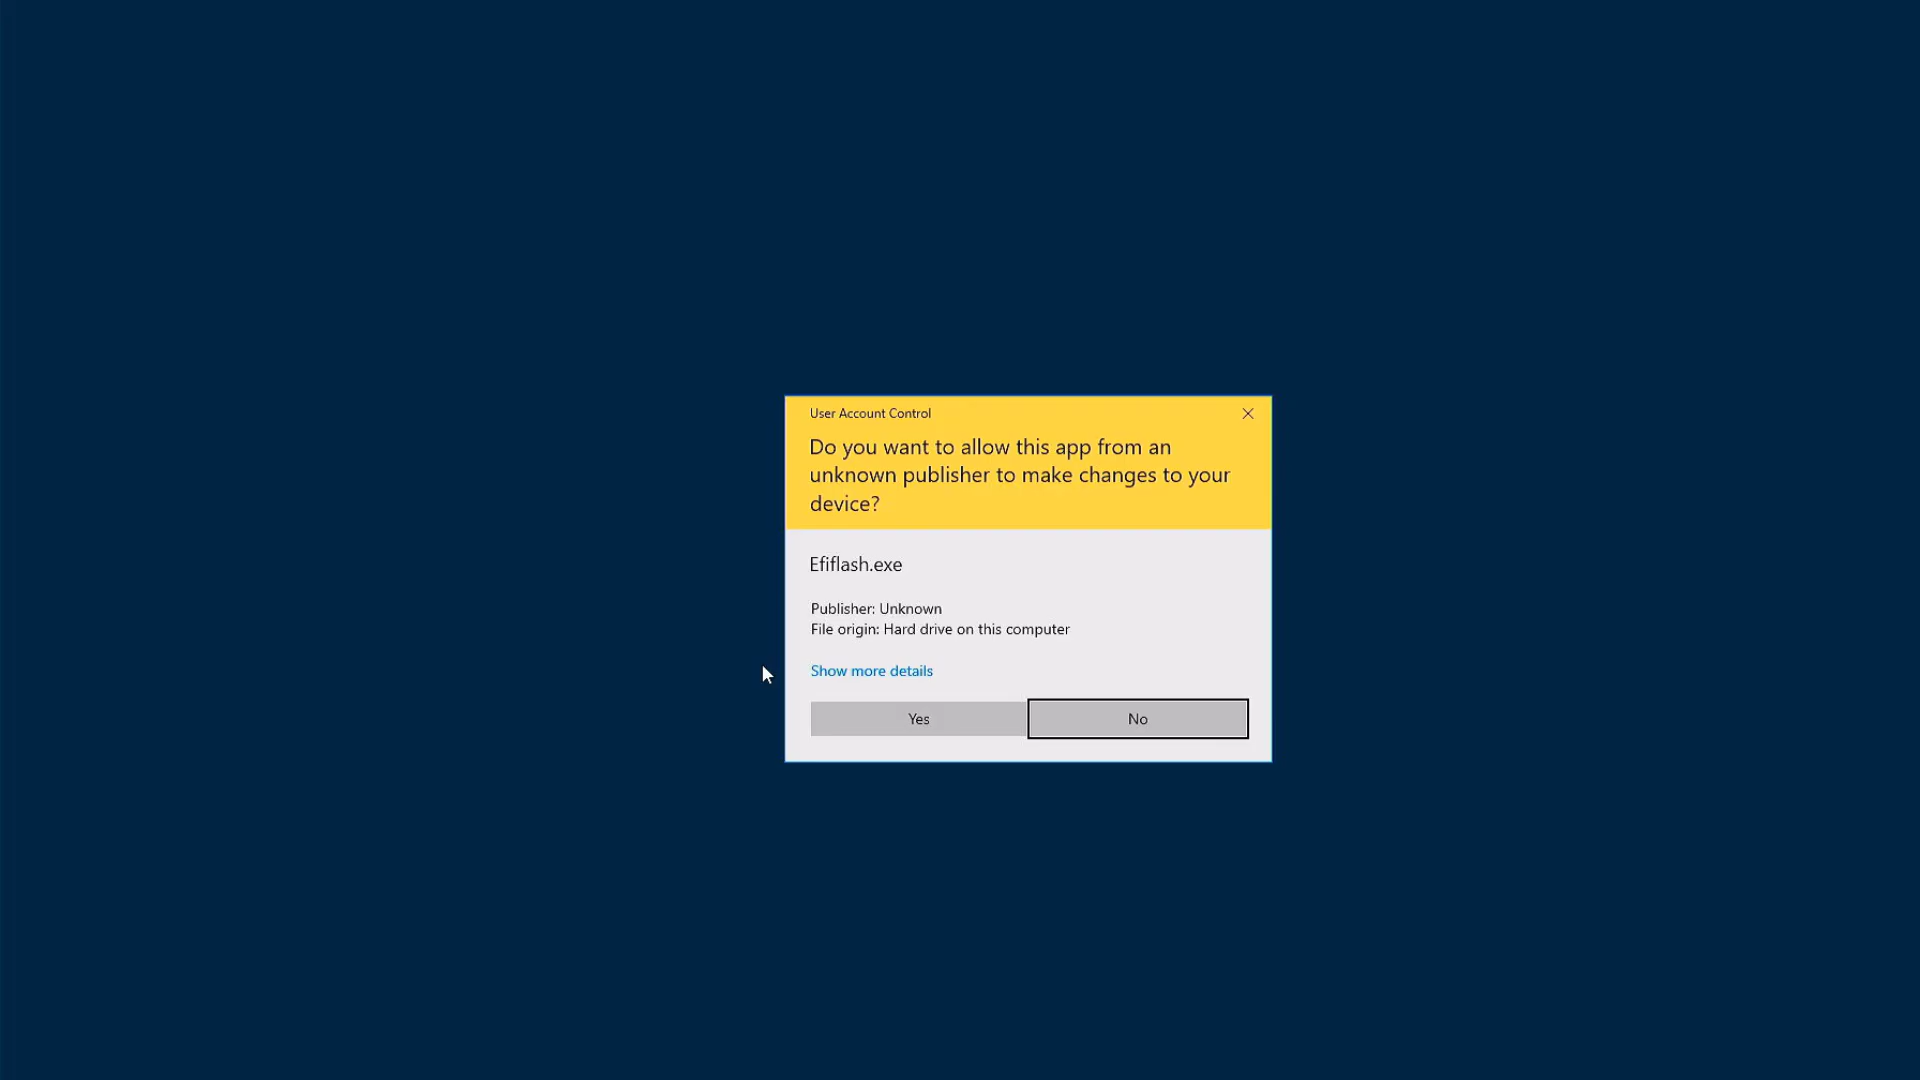 User Account Control
Do you want to allow this app from an
unknown publisher to make changes to your
device?
Efiflash.exe
Publisher: Unknown
File origin: Hard drive on this computer
Show more details
Yes
No